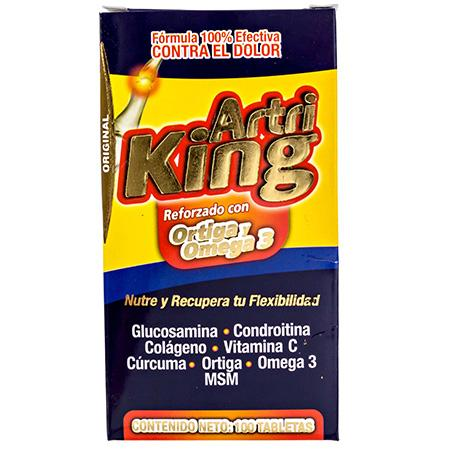 Fórmula 100% Efectiva
CONTRA EL DOLOR
ORIGINAL
Artri
King
Reforzado con
Ortiga y
Omega 3
Nutre y Recupera tu Flexibilidad
Glucosamina • Condroitina
Colágeno • Vitamina C
Cúrcuma • Ortiga • Omega 3
MSM
CONTENIDO NETO: 100 TABLETAS